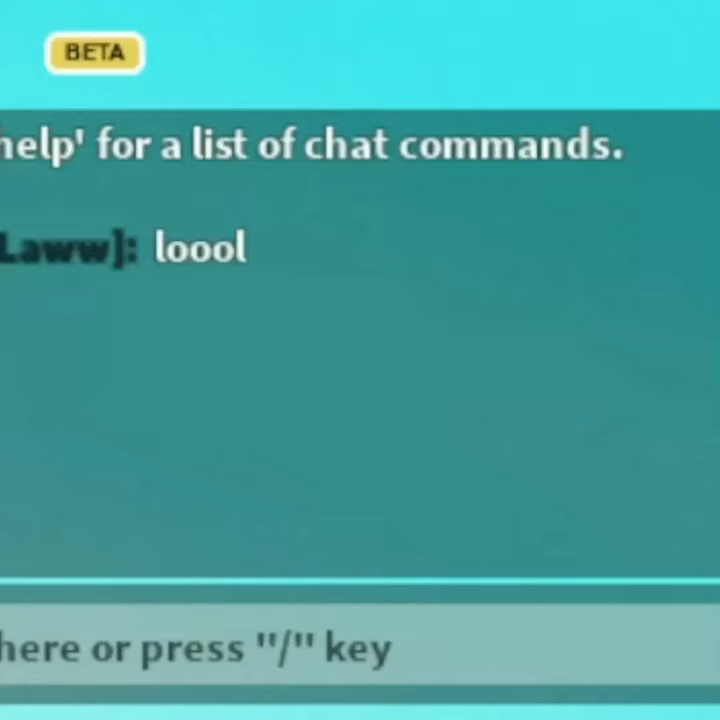 BETA
help' for a list of chat commands.
Laww]: loool
here or press "/" key